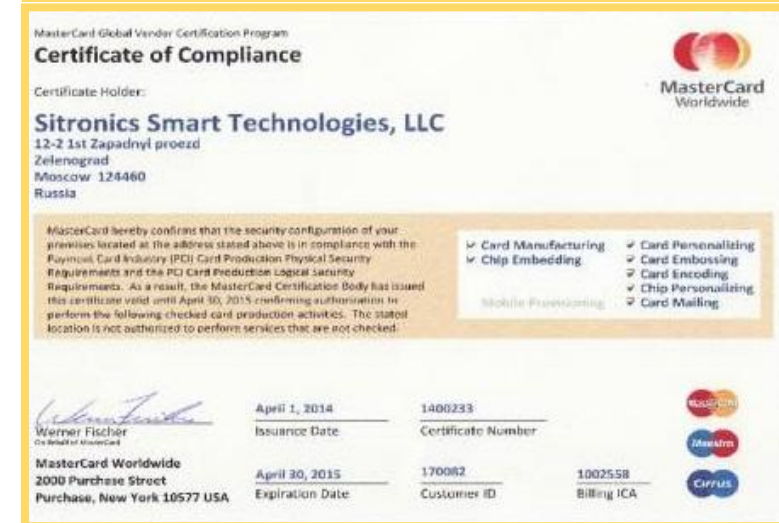 MasterCard Global Vendor Certification Program
Certificate of Compliance
Certificate Holder:
MasterCard
Worldwide
Sitronics Smart Technologies, LLC
12-2 1st Zapadnyi proezd
Zelenograd
Moscow 124460
Russia
MasterCard hereby confirms that the security configuration of your
premises located at the address stated above is in compliance with the
Payment Card Industry (PCI) Card Production Physical Security
Requirements and the PCI Card Production Logical Security
Requirements. As a result, the MasterCard Certification Body has issued
this certificate valid until April 30, 2015 confirming authorization to
perform the following checked card production activities. The stated
location is not authorized to perform services that are not checked.
Card Manufacturing
Chip Embedding
Mobile Provisioning
Card Personalizing
Card Embossing
Card Encoding
Chip Personalizing
Card Mailing
Werner Fischer
On Behalf of MasterCard
MasterCard Worldwide
2000 Purchase Street
Purchase, New York 10577 USA
April 1, 2014
Issuance Date
1400233
Certificate Number
April 30, 2015
Expiration Date
170082
Customer ID
1002558
Billing ICA
MasterCard
Maestro
Cirrus